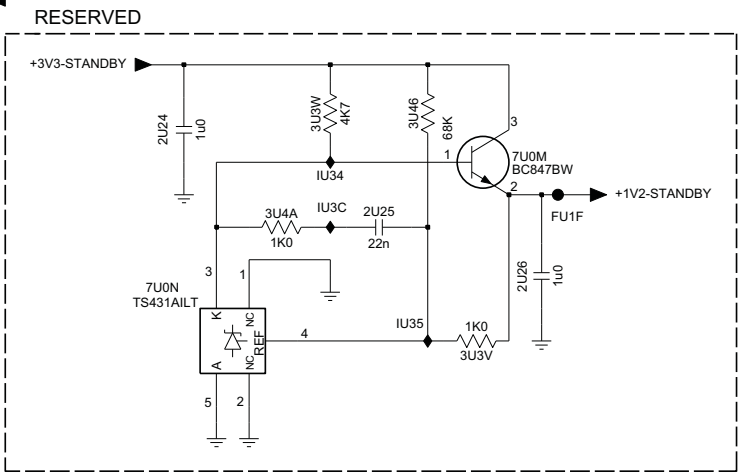 RESERVED
+3V3-STANDBY
2U24
1u0
3U3W
4K7
3U46
68K
3
1
7U0M
BC847BW
2
+1V2-STANDBY
IU34
FU1F
3U4A
IU3C
2U25
1K0
22n
2U26
1u0
3
1
7U0N
TS431AILT
K
NC
REF
A
NC
4
IU35
1K0
3U3V
5
2